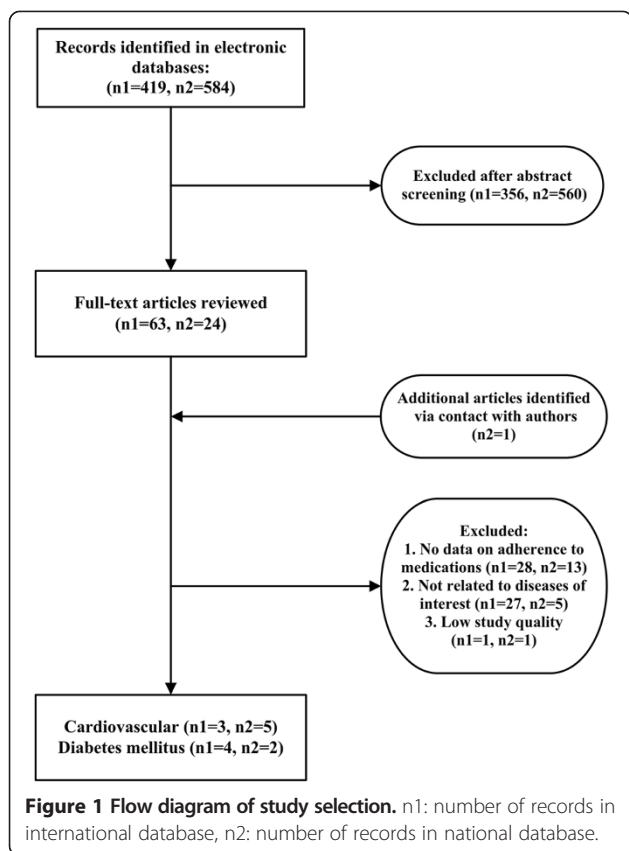 Records identified in electronic
databases:
(n1=419, n2=584)
Excluded after abstract
screening (n1=356, n2=560)
Full-text articles reviewed
(n1=63, n2=24)
Additional articles identified
via contact with authors
(n2=1)
Excluded:
1. No data on adherence to
medications (n1=28, n2=13)
2. Not related to diseases of
interest (n1=27, n2=5)
3. Low study quality
(n1=1, n2=1)
Cardiovascular (n1=3, n2=5)
Diabetes mellitus (n1=4, n2=2)
Figure 1 Flow diagram of study selection. n1: number of records in
international database, n2: number of records in national database.